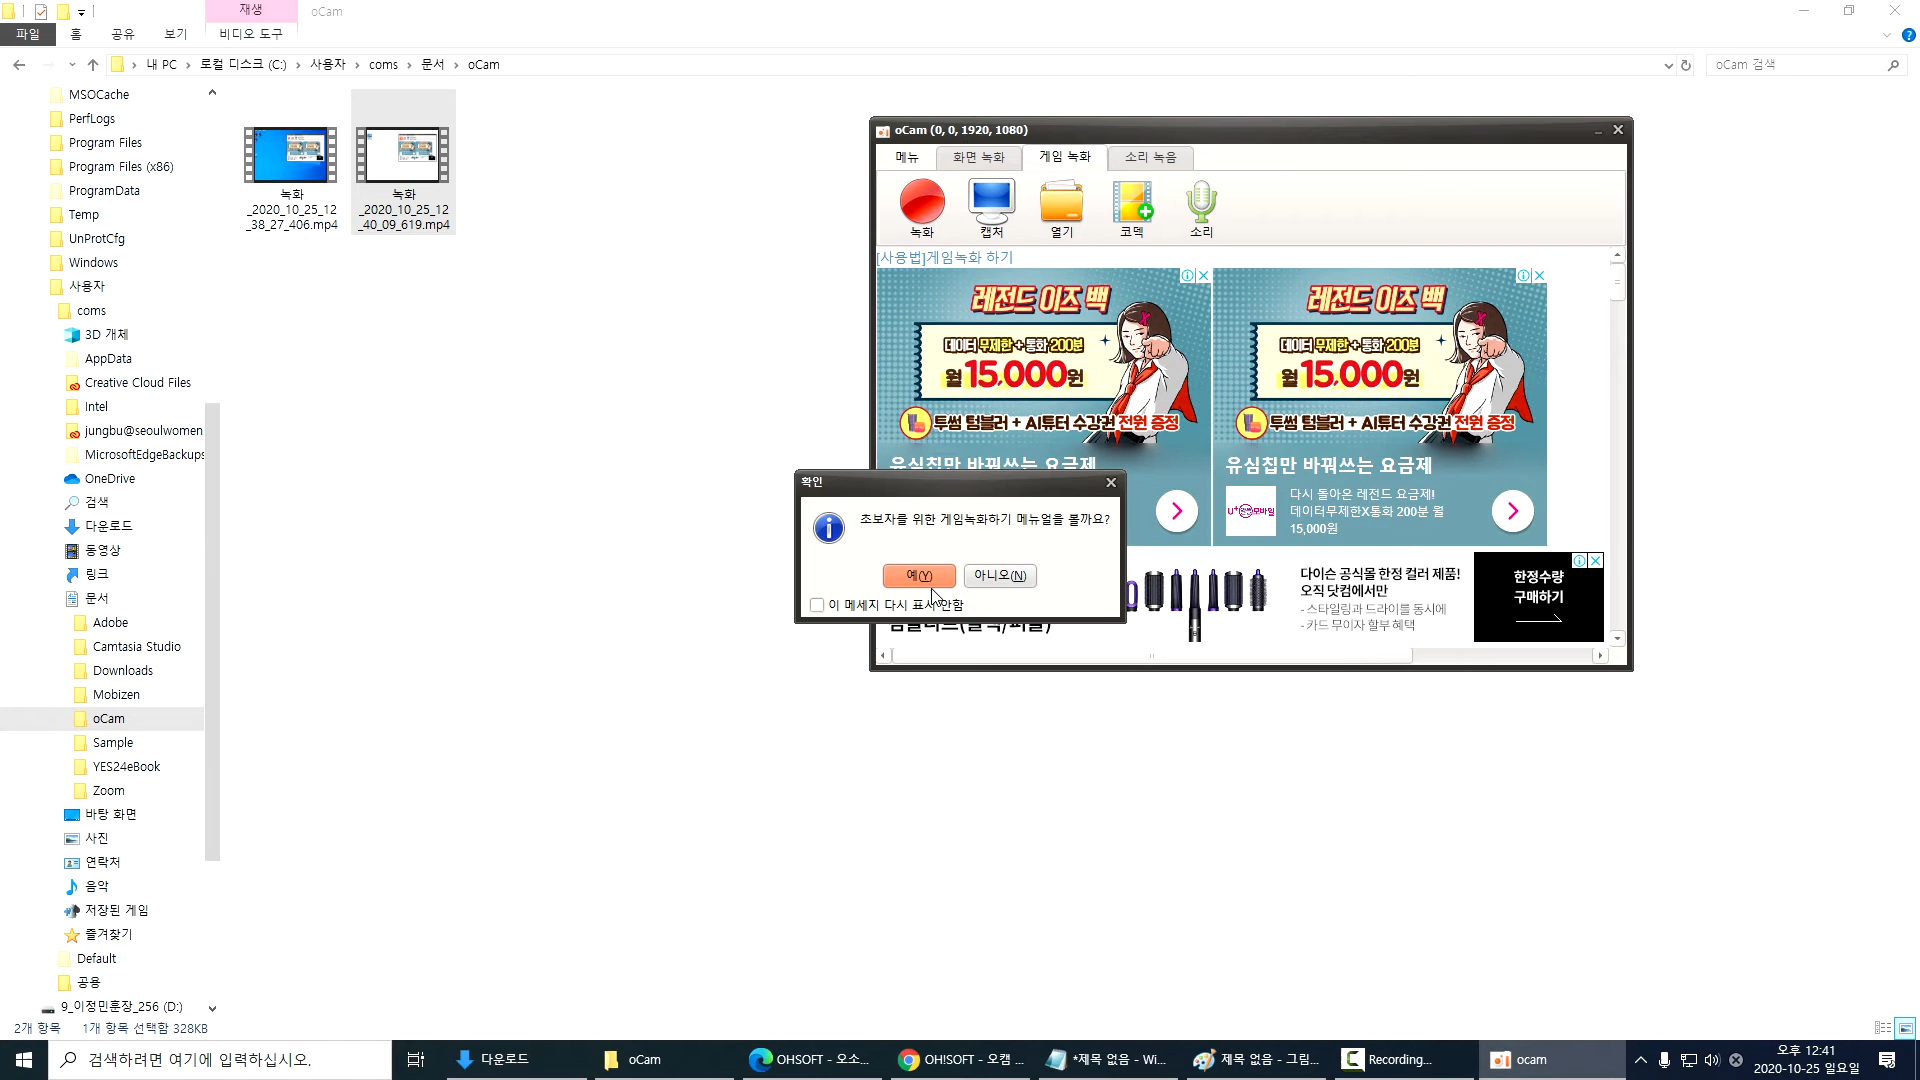 재생
oCam
파일
홈
공유
보기
비디오 도구
내 PC
로컬 디스크 (C:)
사용자
coms
문서
oCam
oCam 검색
MSOCache
PerfLogs
Program Files
Program Files (x86)
ProgramData
Temp
UnProtCfg
Windows
사용자
coms
3D 개체
AppData
Creative Cloud Files
Intel
jungbu@seoulwomen
MicrosoftEdgeBackups
OneDrive
검색
다운로드
동영상
링크
문서
Adobe
Camtasia Studio
Downloads
Mobizen
oCam
Sample
YES24eBook
Zoom
바탕 화면
사진
연락처
음악
저장된 게임
즐겨찾기
Default
공용
9_이정민훈장_256 (D:)
2개 항목
1개 항목 선택함 328KB
녹화
_2020_10_25_12
_38_27_406.mp4
녹화
_2020_10_25_12
_40_09_619.mp4
oCam (0, 0, 1920, 1080)
메뉴
화면 녹화
게임 녹화
소리 녹음
녹화
캡처
열기
코덱
소리
[사용법]게임녹화 하기
레전드 이즈 백
데이터 무제한+통화 200분
월 15,000원
투썸 텀블러 + AI튜터 수강권 전원 증정
유심칩만 바꿔쓰는 요금제
레전드 이즈 백
데이터 무제한+통화 200분
월 15,000원
투썸 텀블러 + AI튜터 수강권 전원 증정
유심칩만 바꿔쓰는 요금제
다시 돌아온 레전드 요금제!
데이터무제한X통화 200분 월
15,000원
확인
초보자를 위한 게임녹화하기 메뉴얼을 볼까요?
예(Y)
아니오(N)
이 메세지 다시 표시 안함
다이슨 공식몰 한정 컬러 제품!
오직 닷컴에서만
- 스타일링과 드라이를 동시에
- 카드 무이자 할부 혜택
한정수량
구매하기
검색하려면 여기에 입력하십시오.
다운로드
oCam
OHSOFT - 오소...
OH!SOFT - 오캠 ...
*제목 없음 - Wi...
제목 없음 - 그림...
Recording...
ocam
오후 12:41
2020-10-25 일요일